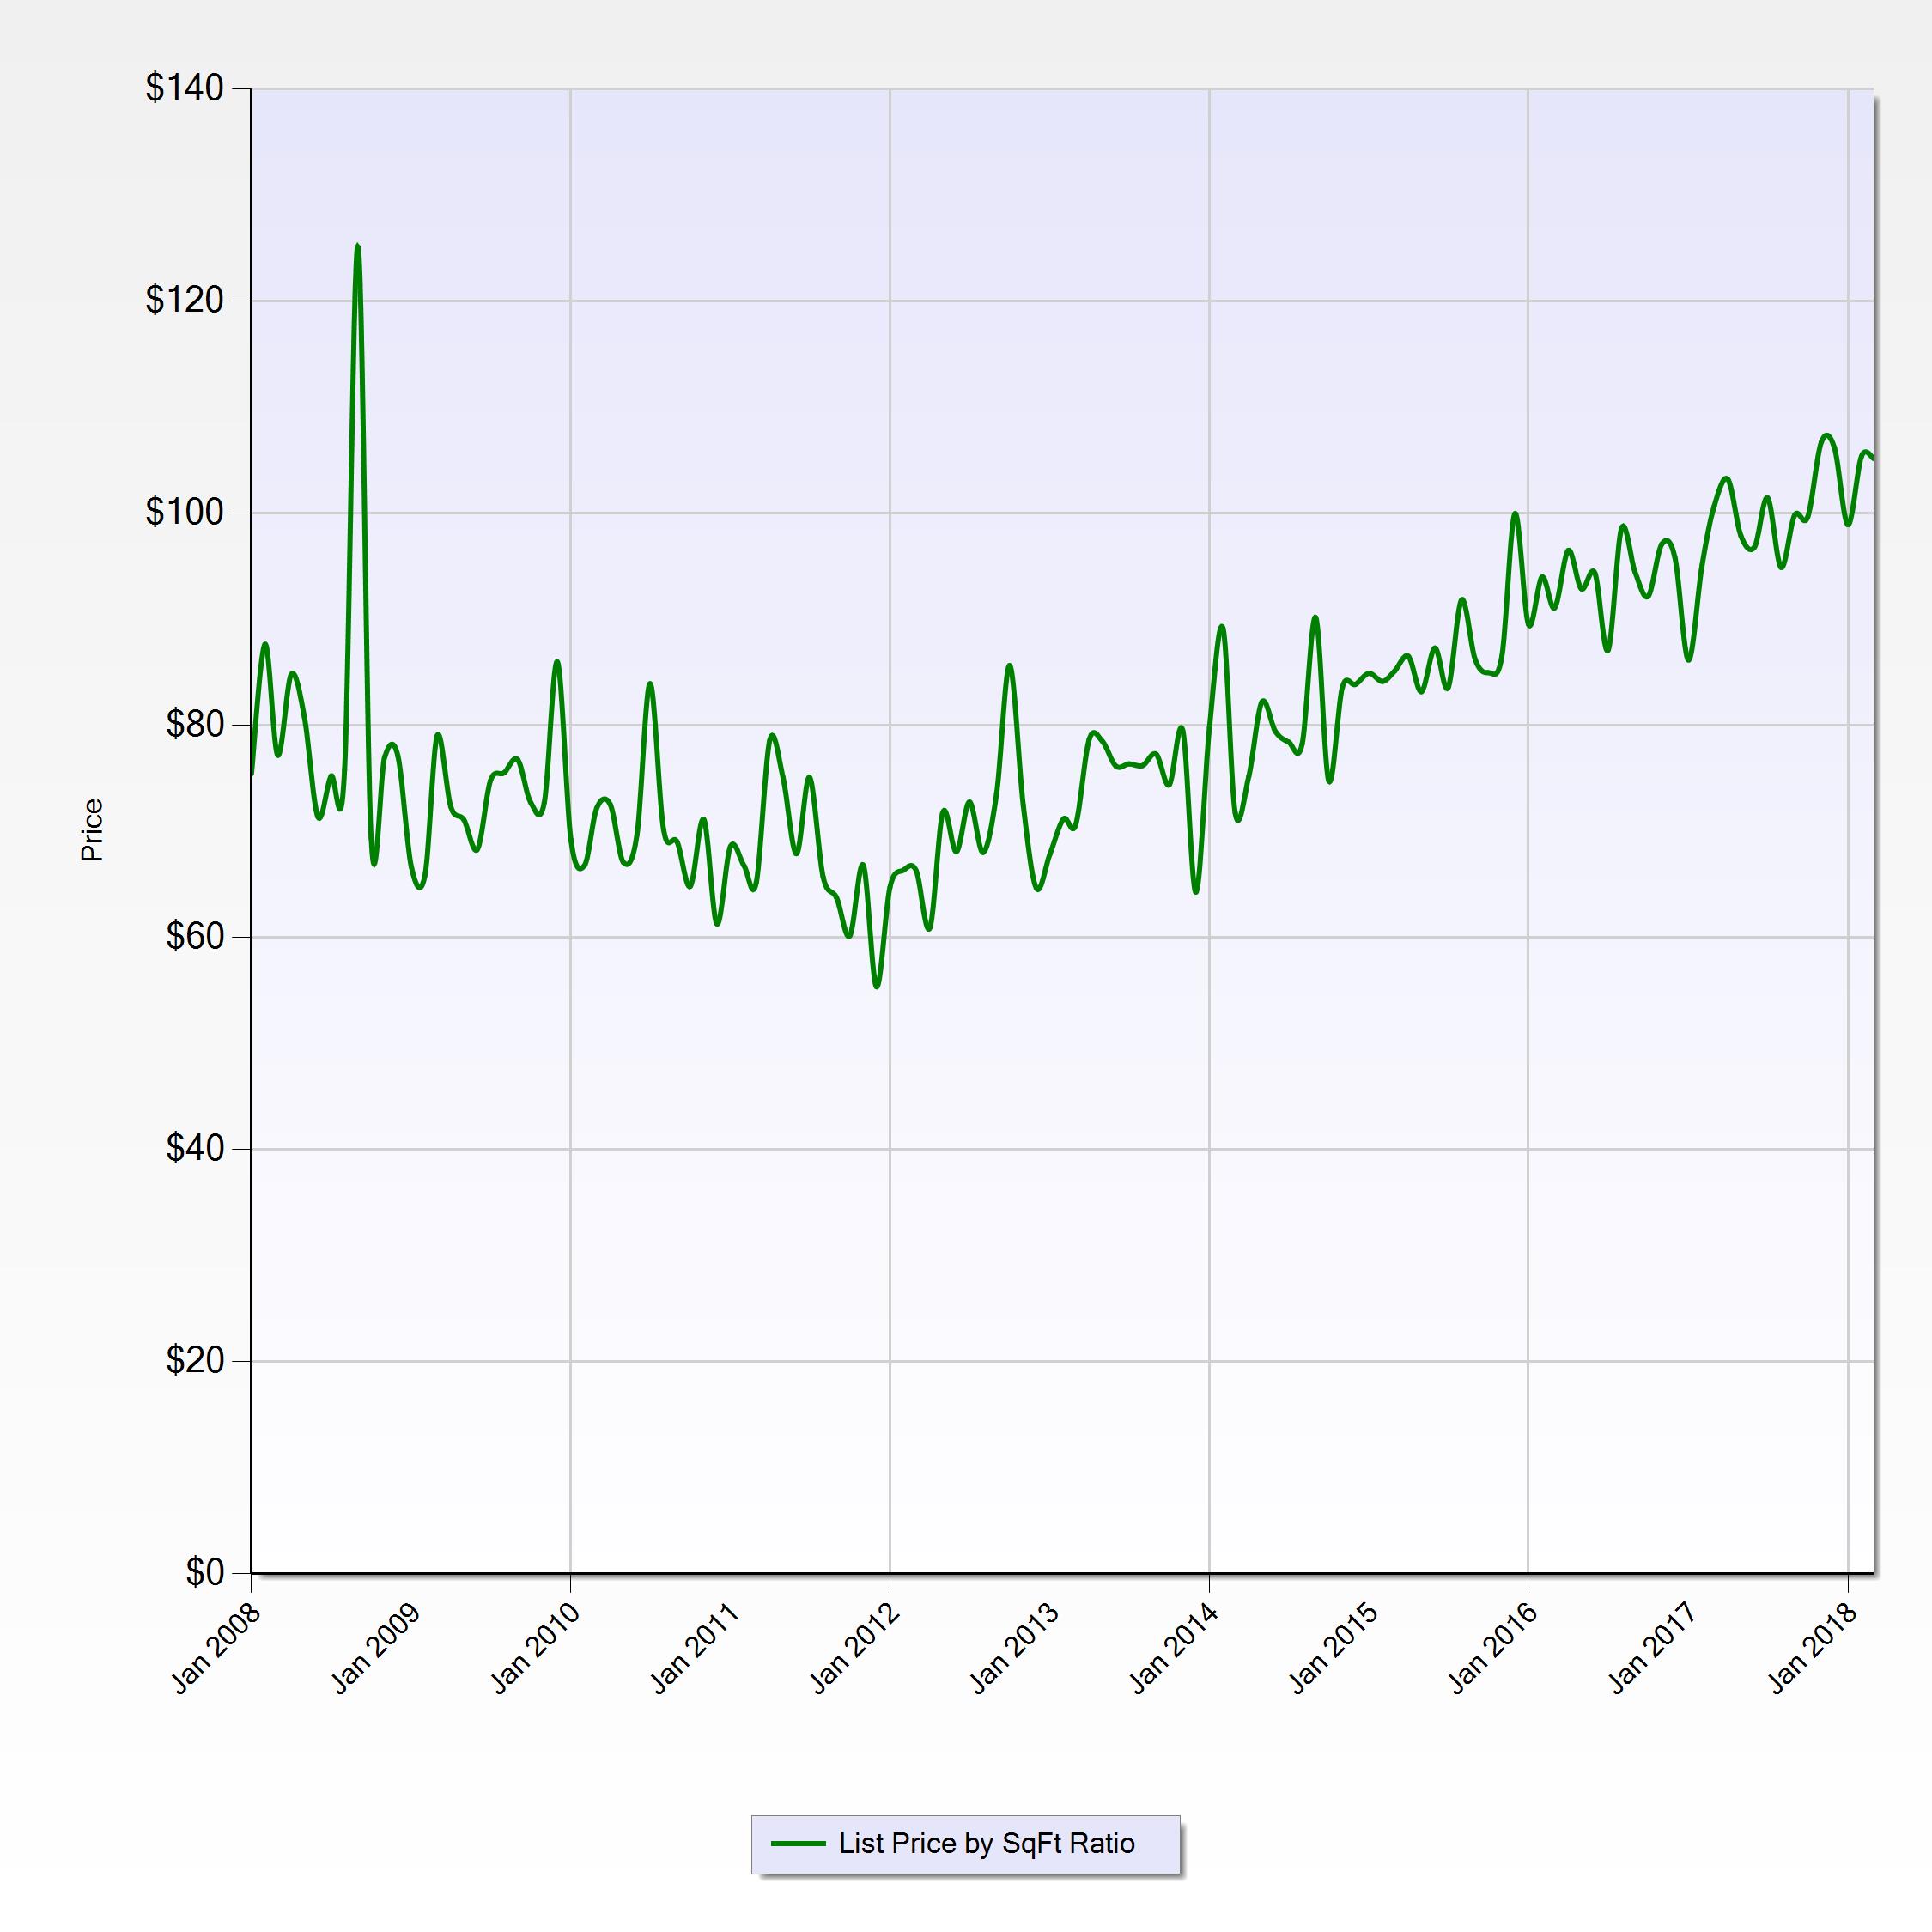 $140
$120
$100
$80
$60
$40
$20
$0
Price
Jan 2008
Jan 2009
Jan 2010
Jan 2011
Jan 2012
Jan 2013
Jan 2014
Jan 2015
Jan 2016
Jan 2017
Jan 2018
List Price by SqFt Ratio